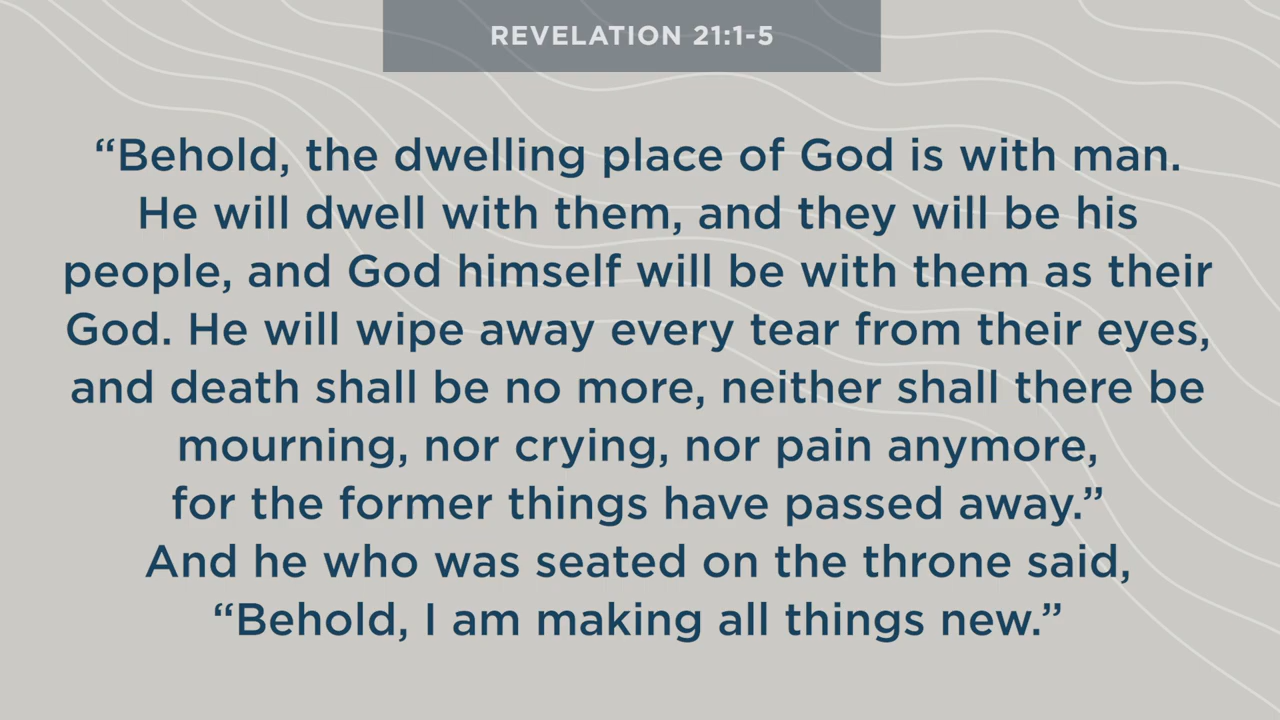 REVELATION 21:1-5
“Behold, the dwelling place of God is with man.
He will dwell with them, and they will be his
people, and God himself will be with them as their
God. He will wipe away every tear from their eyes,
and death shall be no more, neither shall there be
mourning, nor crying, nor pain anymore,
for the former things have passed away.”
And he who was seated on the throne said,
“Behold, I am making all things new.”